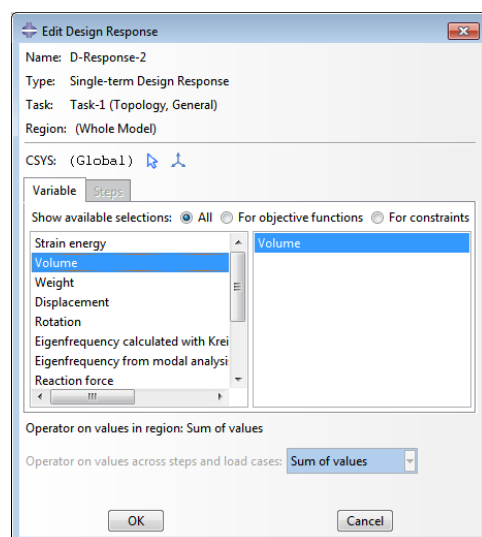 Edit Design Response
Name: D-Response-2
Type: Single-term Design Response
Task: Task-1 (Topology, General)
Region: (Whole Model)
CSYS: (Global)
Variable Steps
Show available selections: All For objective functions For constraints
Strain energy
Volume
Weight
Displacement
Rotation
Eigenfrequency calculated with Krei
Eigenfrequency from modal analysi
Reaction force
Volume
Operator on values in region: Sum of values
Operator on values across steps and load cases: Sum of values
OK Cancel